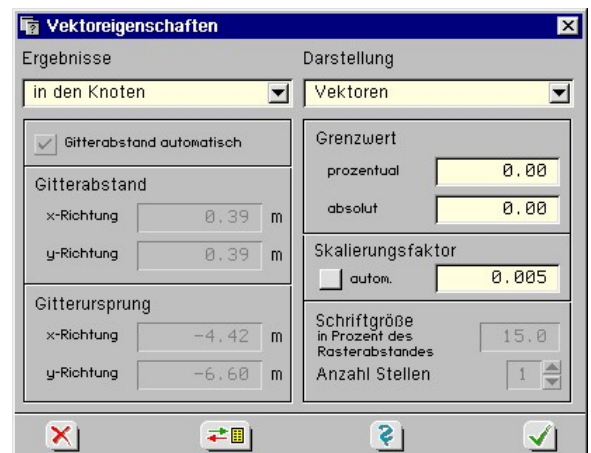 Vektoreigenschaften
Ergebnisse
in den Knoten
Gitterabstand automatisch
Gitterabstand
x-Richtung 0.39 m
y-Richtung 0.39 m
Gitterursprung
x-Richtung -4.42 m
y-Richtung -6.60 m
Darstellung
Vektoren
Grenzwert
prozentual 0.00
absolut 0.00
Skalierungsfaktor
autom. 0.005
Schriftgröße
in Prozent des
Rasterabstandes 15.0
Anzahl Stellen 1